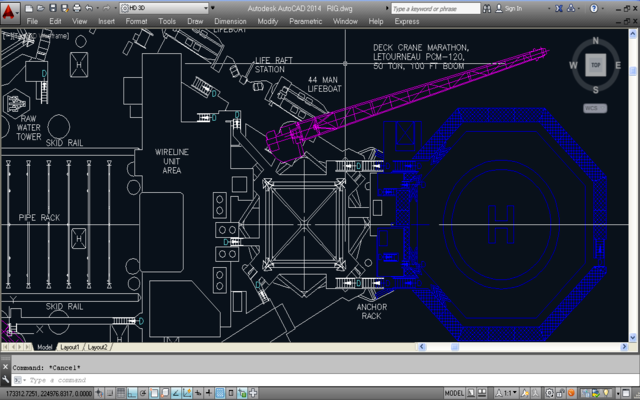 HD 3D
Autodesk AutoCAD 2014 RIG.dwg
Type a keyword or phrase
Sign In
File Edit View Insert Format Tools Draw Dimension Modify Parametric Window Help Express
LIFEBOAT
DECK CRANE MARATHON,
LETOURNEAU PCM-120,
50 TON, 100 FT BOOM
LIFE RAFT
STATION
44 MAN
LIFEBOAT
N
W TOP E
S
WCS
H
RAW
WATER
TOWER
SKID RAIL
WIRELINE
UNIT
AREA
PIPE RACK
H
H
SKID RAIL
Y
X
ANCHOR
RACK
Model Layout1 Layout2
Command: *Cancel*
Type a command
173312.7251, 224976.8317, 0.0000
MODEL
1:1